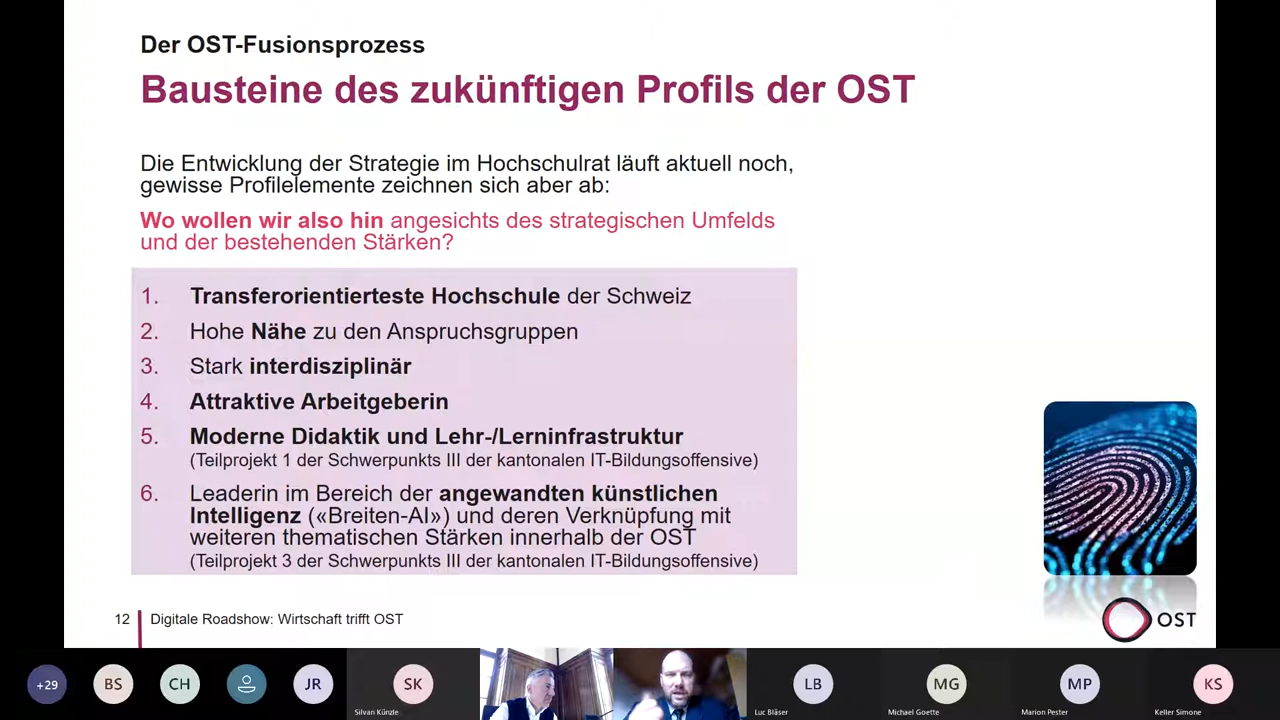 Der OST-Fusionsprozess
Bausteine des zukünftigen Profils der OST
Die Entwicklung der Strategie im Hochschulrat läuft aktuell noch,
gewisse Profilelemente zeichnen sich aber ab:
Wo wollen wir also hin angesichts des strategischen Umfelds
und der bestehenden Stärken?
1. Transferorientierteste Hochschule der Schweiz
2. Hohe Nähe zu den Anspruchsgruppen
3. Stark interdisziplinär
4. Attraktive Arbeitgeberin
5. Moderne Didaktik und Lehr-/Lerninfrastruktur
(Teilprojekt 1 der Schwerpunkts III der kantonalen IT-Bildungsoffensive)
6. Leaderin im Bereich der angewandten künstlichen
Intelligenz («Breiten-AI») und deren Verknüpfung mit
weiteren thematischen Stärken innerhalb der OST
(Teilprojekt 3 der Schwerpunkts III der kantonalen IT-Bildungsoffensive)
12 Digitale Roadshow: Wirtschaft trifft OST
OST
+29 BS CH JR SK LB MG MP KS
Silvan Künzle Luc Bläser Michael Goette Marion Pester Keller Simone